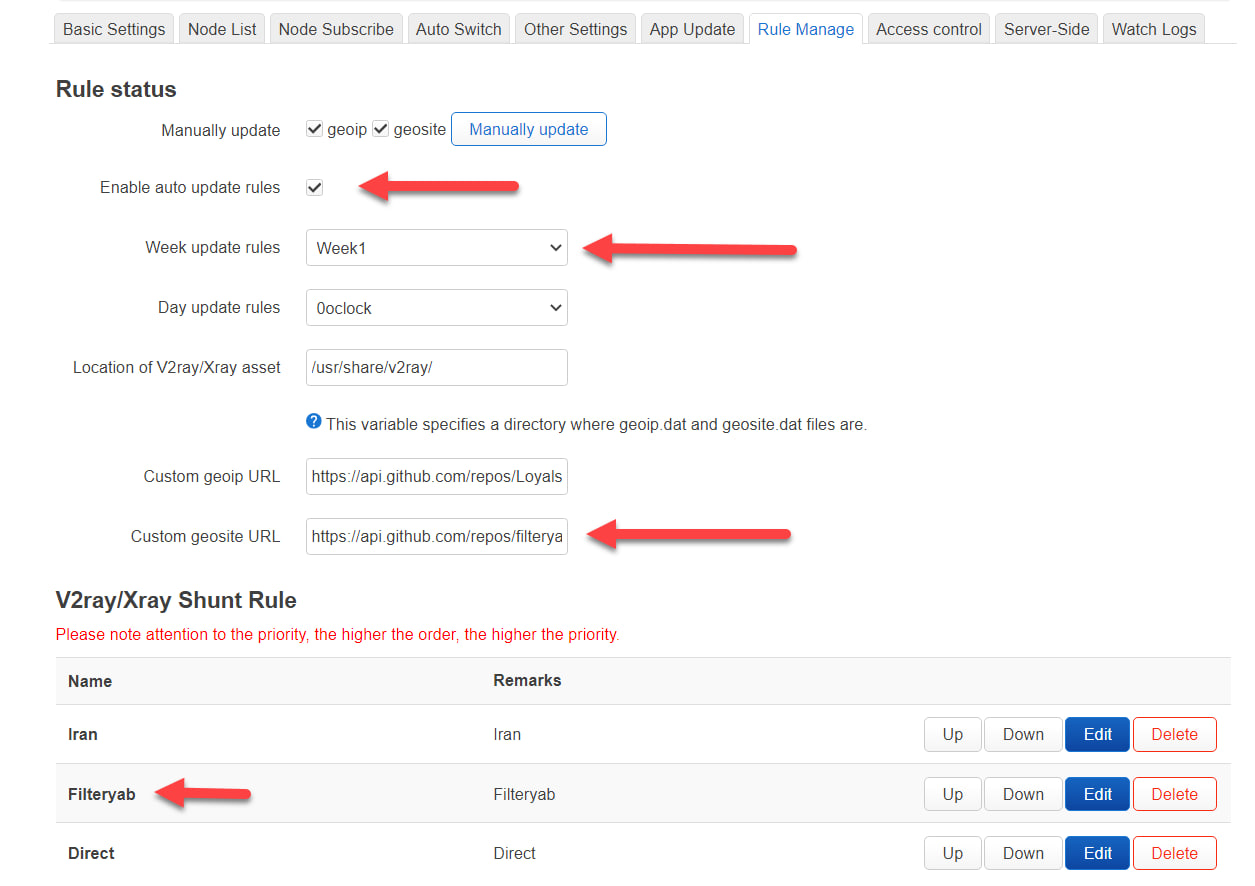 Basic Settings Node List Node Subscribe Auto Switch Other Settings App Update Rule Manage Access control Server-Side Watch Logs
Rule status
Manually update geoip geosite Manually update
Enable auto update rules
Week update rules Week1
Day update rules 0oclock
Location of V2ray/Xray asset /usr/share/v2ray/
? This variable specifies a directory where geoip.dat and geosite.dat files are.
Custom geoip URL https://api.github.com/repos/Loyals
Custom geosite URL https://api.github.com/repos/filterya
V2ray/Xray Shunt Rule
Please note attention to the priority, the higher the order, the higher the priority.
Name Remarks
Iran Iran Up Down Edit Delete
Filteryab Filteryab Up Down Edit Delete
Direct Direct Up Down Edit Delete